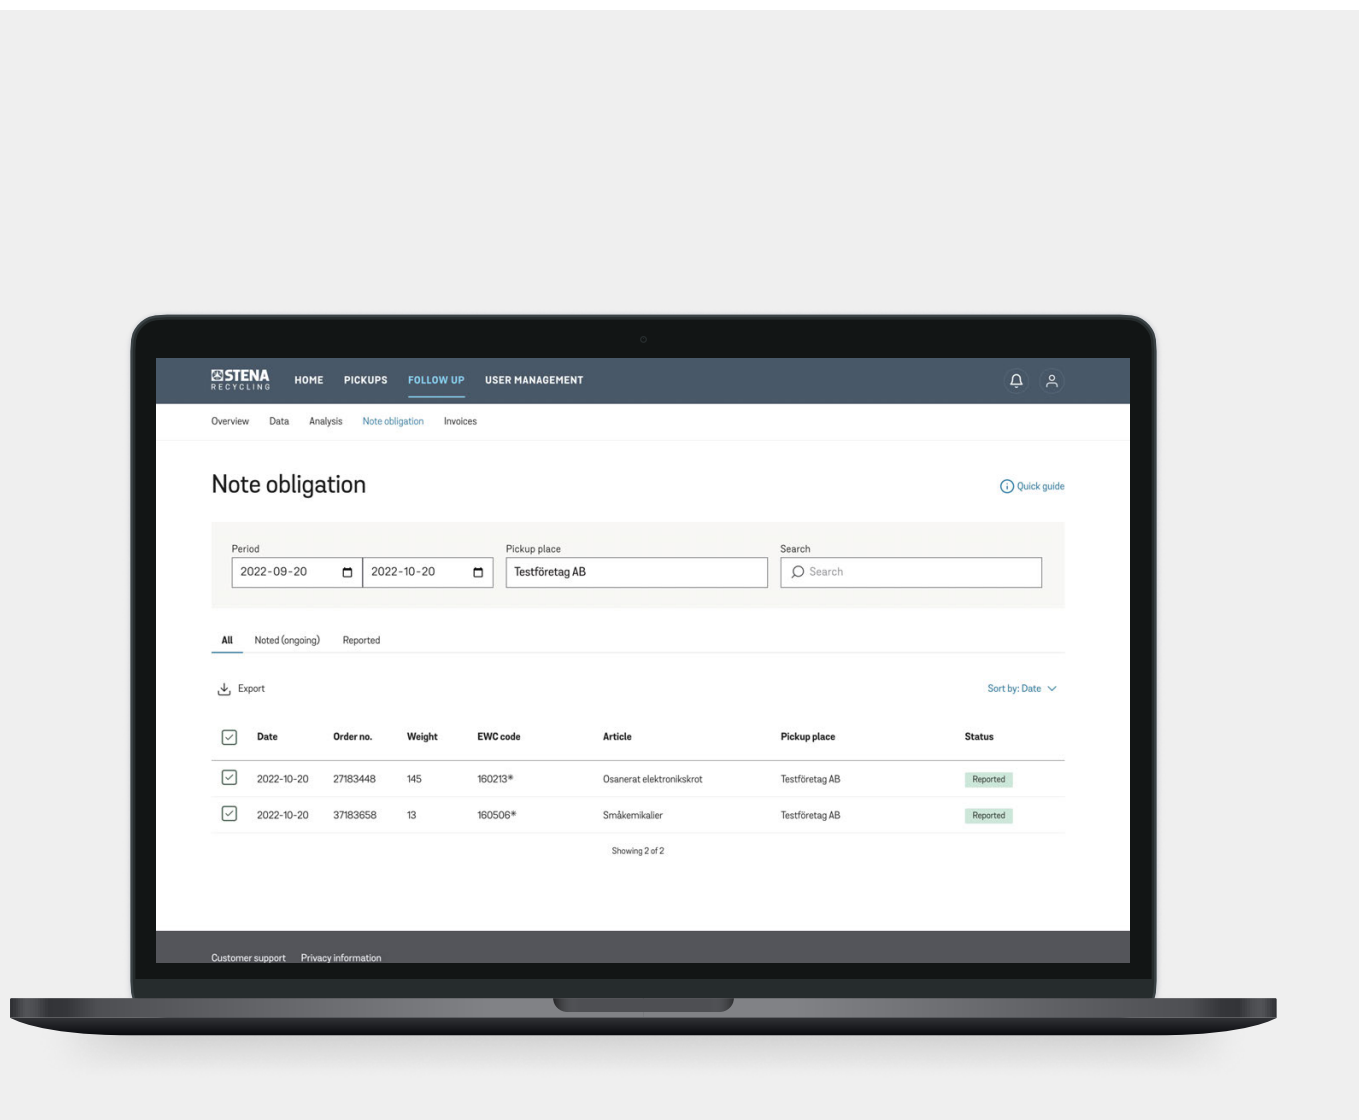 STENA
RECYCLING
HOME PICKUPS FOLLOW UP USER MANAGEMENT
Overview Data Analysis Note obligation Invoices
Note obligation
Quick guide
Period Pickup place Search
2022-09-20 2022-10-20 Testföretag AB Search
All Noted (ongoing) Reported
Export Sort by: Date
Date Order no. Weight EWC code Article Pickup place Status
2022-10-20 27183448 145 160213* Osanerat elektronikskrot Testföretag AB Reported
2022-10-20 37183658 13 160506* Småkemikalier Testföretag AB Reported
Showing 2 of 2
Customer support Privacy information